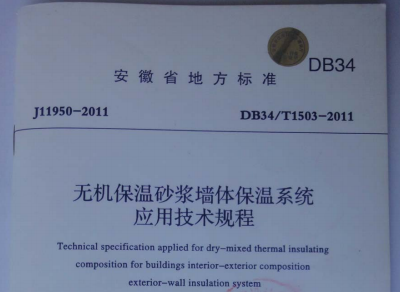 DB34
安徽省地方标准
J11950-2011 DB34/T1503-2011
无机保温砂浆墙体保温系统
应用技术规程
Technical specification applied for dry-mixed thermal insulating
composition for buildings interior-exterior composition
exterior-wall insulation system